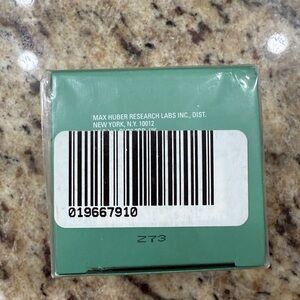 MAX HUBER RESEARCH LABS INC., DIST.
NEW YORK, N.Y. 10012
019667910
Z73